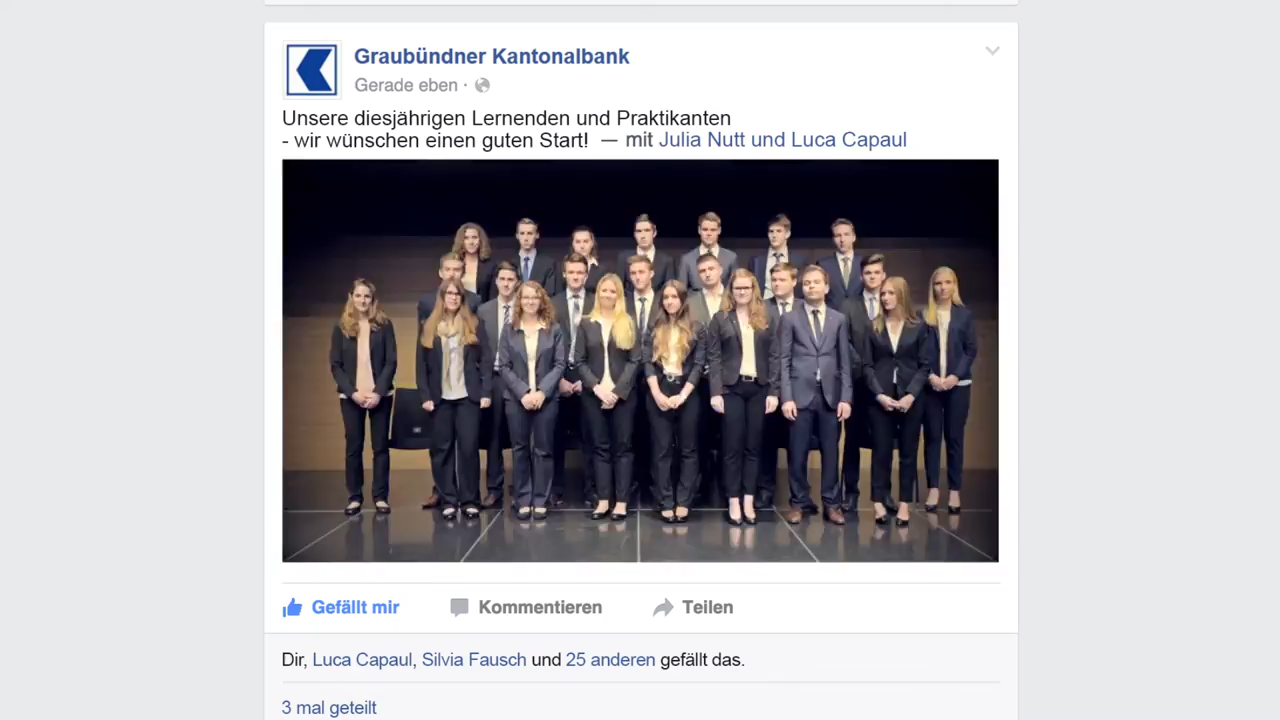 Graubündner Kantonalbank
Gerade eben ·
Unsere diesjährigen Lernenden und Praktikanten
- wir wünschen einen guten Start! — mit Julia Nutt und Luca Capaul
Gefällt mir Kommentieren Teilen
Dir, Luca Capaul, Silvia Fausch und 25 anderen gefällt das.
3 mal geteilt